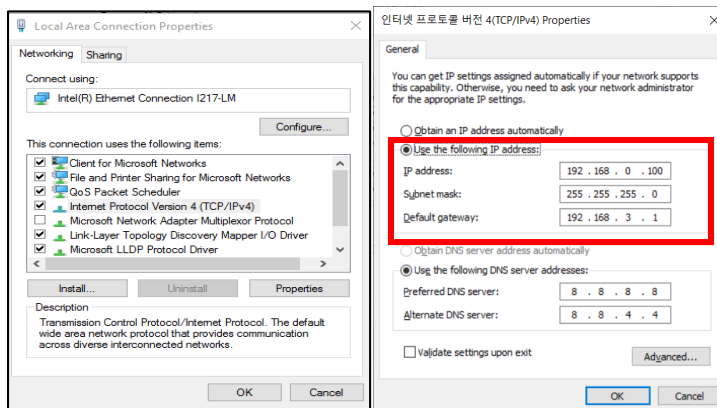 Local Area Connection Properties
Networking
Sharing
Connect using:
Intel(R) Ethernet Connection I217-LM
Configure...
This connection uses the following items:
Client for Microsoft Networks
File and Printer Sharing for Microsoft Networks
QoS Packet Scheduler
Internet Protocol Version 4 (TCP/IPv4)
Microsoft Network Adapter Multiplexor Protocol
Link-Layer Topology Discovery Mapper I/O Driver
Microsoft LLDP Protocol Driver
Install...
Uninstall
Properties
Description
Transmission Control Protocol/Internet Protocol. The default
wide area network protocol that provides communication
across diverse interconnected networks.
OK
Cancel
인터넷 프로토콜 버전 4(TCP/IPv4) Properties
General
You can get IP settings assigned automatically if your network supports
this capability. Otherwise, you need to ask your network administrator
for the appropriate IP settings.
Obtain an IP address automatically
Use the following IP address:
IP address: 192 . 168 . 0 . 100
Subnet mask: 255 . 255 . 255 . 0
Default gateway: 192 . 168 . 3 . 1
Obtain DNS server address automatically
Use the following DNS server addresses:
Preferred DNS server: 8 . 8 . 8 . 8
Alternate DNS server: 8 . 8 . 4 . 4
Validate settings upon exit
Advanced...
OK
Cancel